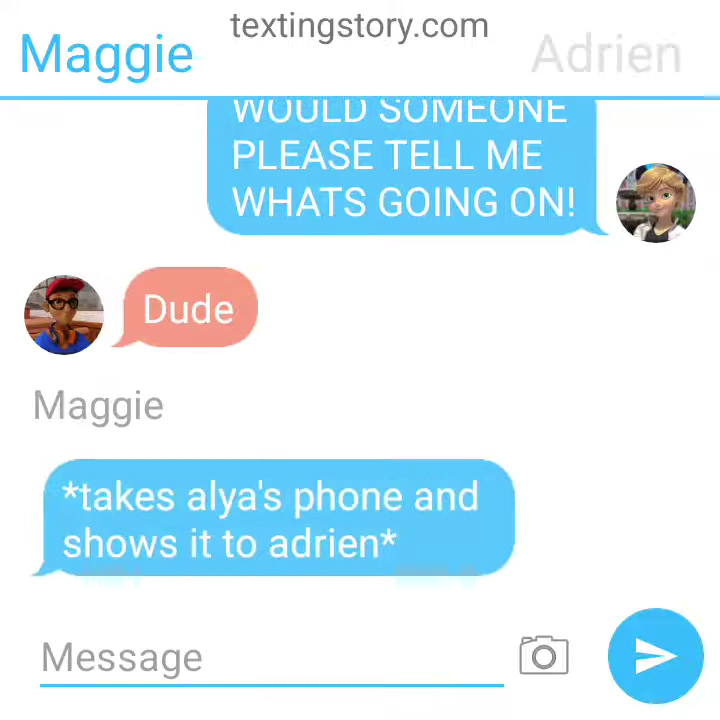 textingstory.com
Maggie
Adrien
WOULD SOMEONE
PLEASE TELL ME
WHATS GOING ON!
Dude
Maggie
*takes alya's phone and
shows it to adrien*
Message